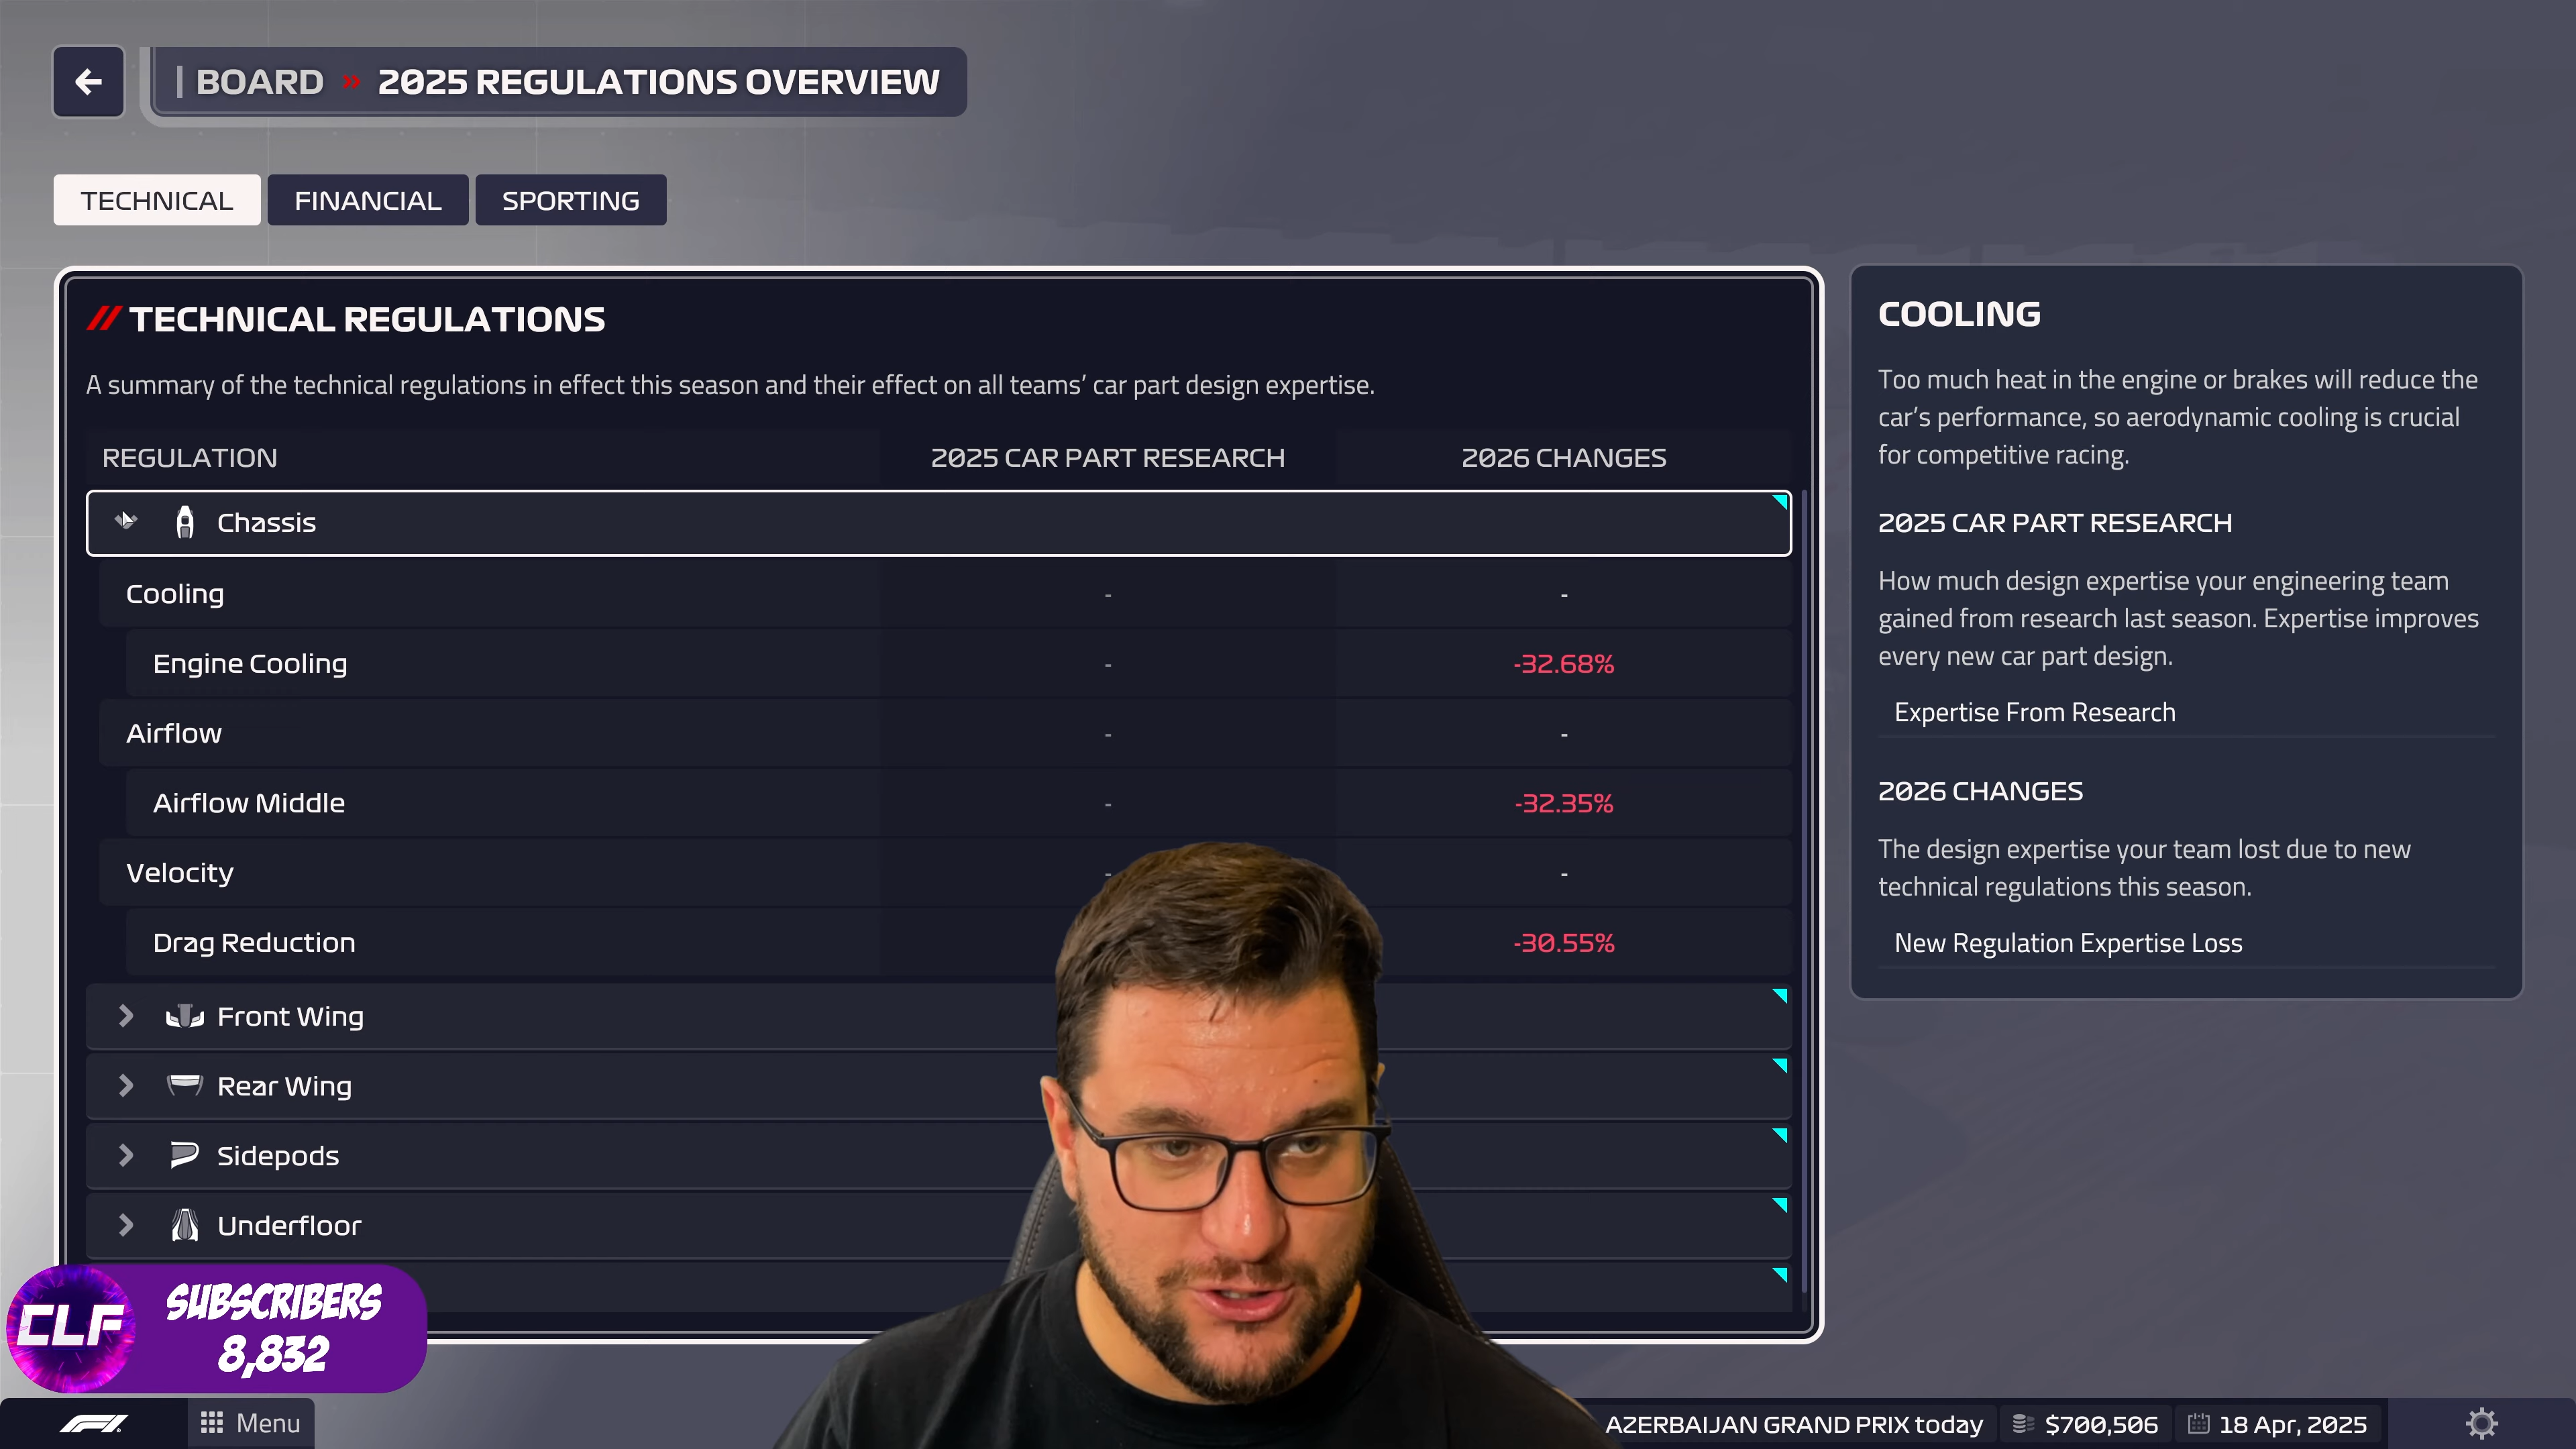 BOARD » 2025 REGULATIONS OVERVIEW
TECHNICAL
FINANCIAL
SPORTING
TECHNICAL REGULATIONS
A summary of the technical regulations in effect this season and their effect on all teams’ car part design expertise.
REGULATION
2025 CAR PART RESEARCH
2026 CHANGES
Chassis
Cooling - -
Engine Cooling - -32.68%
Airflow - -
Airflow Middle - -32.35%
Velocity - -
Drag Reduction -30.55%
Front Wing
Rear Wing
Sidepods
Underfloor
COOLING
Too much heat in the engine or brakes will reduce the
car’s performance, so aerodynamic cooling is crucial
for competitive racing.
2025 CAR PART RESEARCH
How much design expertise your engineering team
gained from research last season. Expertise improves
every new car part design.
Expertise From Research
2026 CHANGES
The design expertise your team lost due to new
technical regulations this season.
New Regulation Expertise Loss
CLF
SUBSCRIBERS
8,832
F1
Menu
AZERBAIJAN GRAND PRIX today
$700,506
18 Apr, 2025